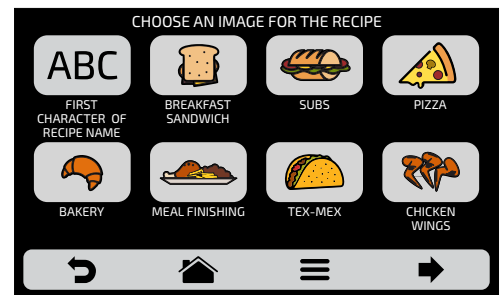 CHOOSE AN IMAGE FOR THE RECIPE
ABC
FIRST
CHARACTER OF
RECIPE NAME
BREAKFAST
SANDWICH
SUBS
PIZZA
BAKERY
MEAL FINISHING
TEX-MEX
CHICKEN
WINGS